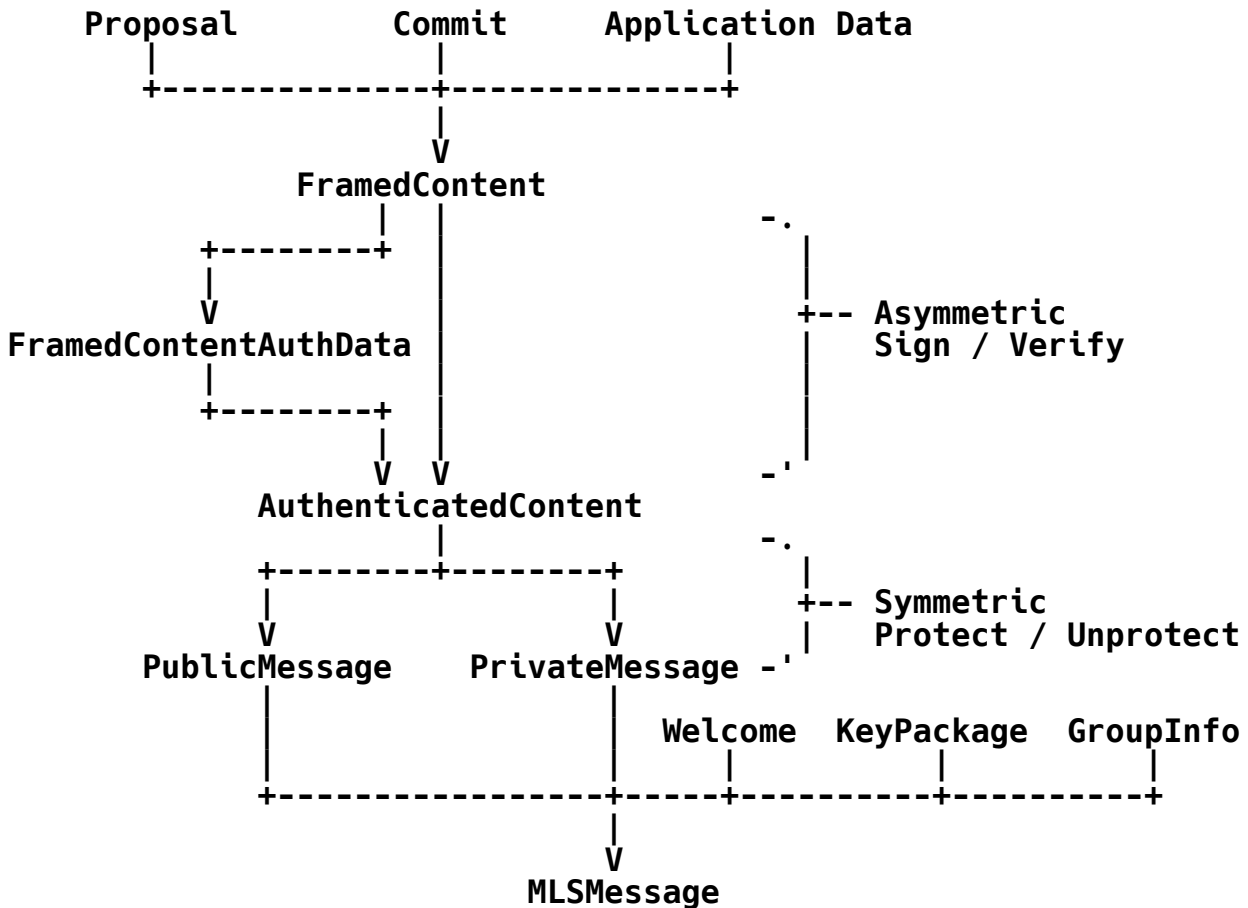 Proposal Commit Application Data
FramedContent
Asymmetric
FramedContentAuthData Sign / Verify
AuthenticatedContent
Symmetric
Protect / Unprotect
PublicMessage PrivateMessage
Welcome KeyPackage GroupInfo
MLSMessage